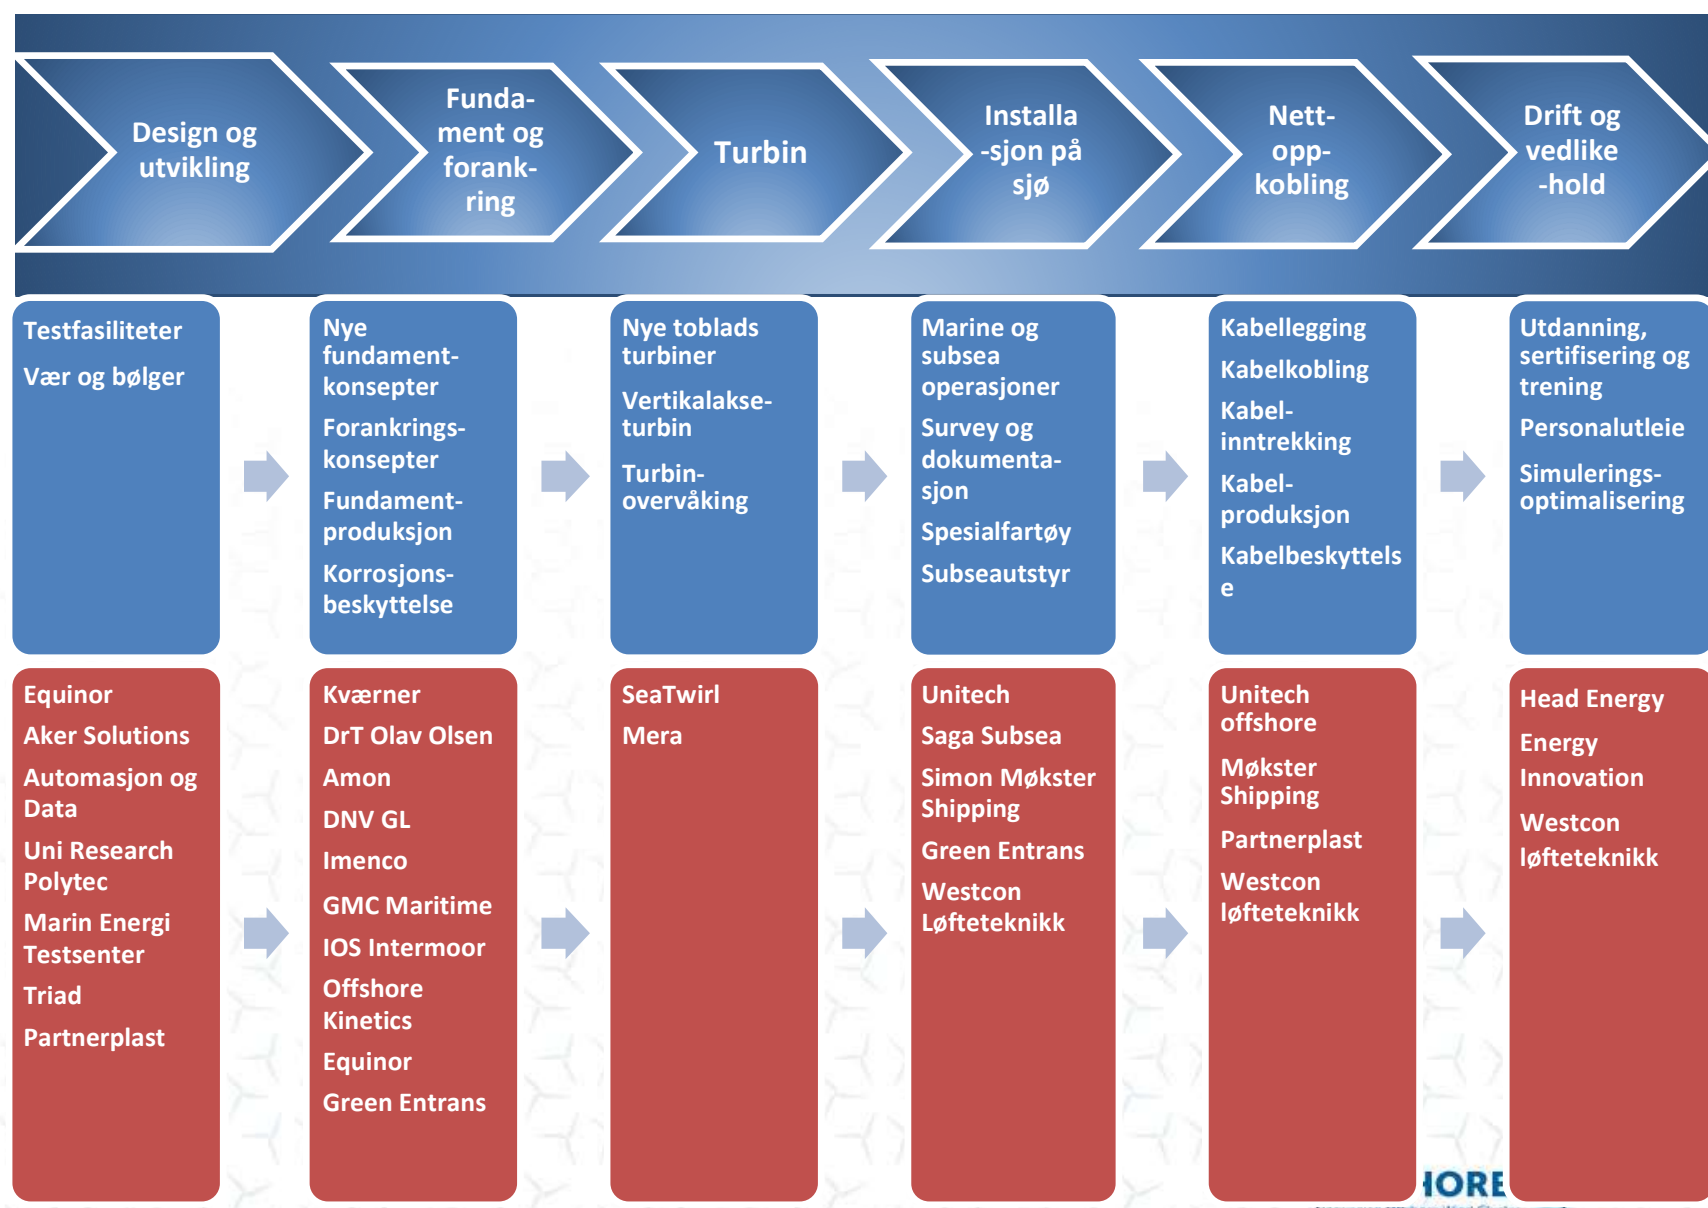 Design og
utvikling
Funda-
ment og
forank-
ring
Turbin
Installa
-sjon på
sjø
Nett-
opp-
kobling
Drift og
vedlike
-hold
Testfasiliteter
Vær og bølger
Nye
fundament-
konsepter
Forankrings-
konsepter
Fundament-
produksjon
Korrosjons-
beskyttelse
Nye toblads
turbiner
Vertikalakse-
turbin
Turbin-
overvåking
Marine og
subsea
operasjoner
Survey og
dokumenta-
sjon
Spesialfartøy
Subseautstyr
Kabellegging
Kabelkobling
Kabel-
inntrekking
Kabel-
produksjon
Kabelbeskyttels
e
Utdanning,
sertifisering og
trening
Personalutleie
Simulerings-
optimalisering
Equinor
Aker Solutions
Automasjon og
Data
Uni Research
Polytec
Marin Energi
Testsenter
Triad
Partnerplast
Kværner
DrT Olav Olsen
Amon
DNV GL
Imenco
GMC Maritime
IOS Intermoor
Offshore
Kinetics
Equinor
Green Entrans
SeaTwirl
Mera
Unitech
Saga Subsea
Simon Møkster
Shipping
Green Entrans
Westcon
Løfteteknikk
Unitech
offshore
Møkster
Shipping
Partnerplast
Westcon
løfteteknikk
Head Energy
Energy
Innovation
Westcon
løfteteknikk